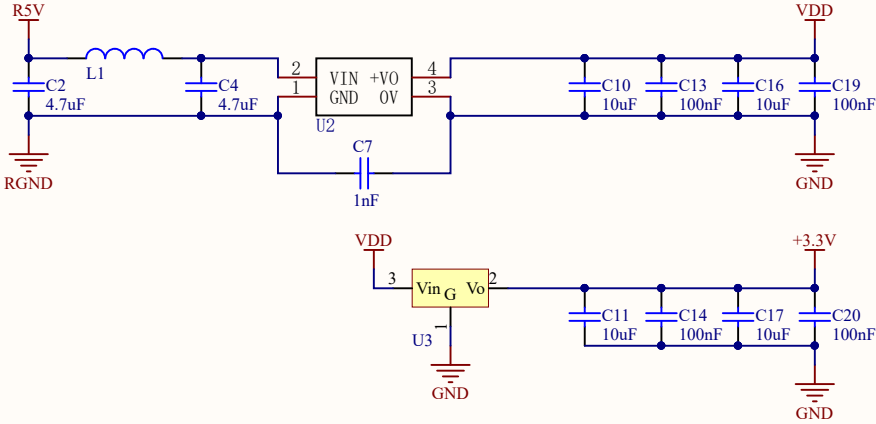 R5V
VDD
L1
C2
4.7uF
C4
4.7uF
2
VIN
+VO
4
1
GND
0V
3
U2
C10
10uF
C13
100nF
C16
10uF
C19
100nF
C7
1nF
RGND
GND
VDD
+3.3V
3
Vin
G
Vo
2
1
U3
GND
C11
10uF
C14
100nF
C17
10uF
C20
100nF
GND